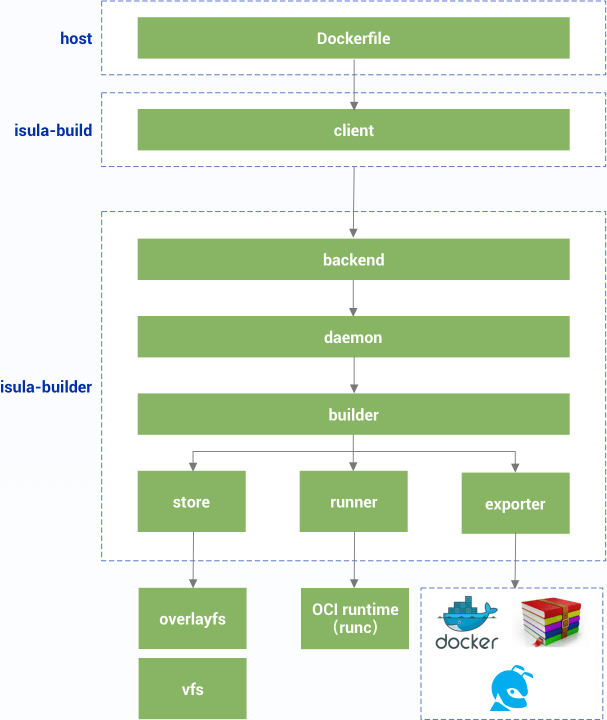 host
Dockerfile
isula-build
client
backend
daemon
isula-builder
builder
store
runner
exporter
overlayfs
OCI runtime
（runc）
docker
vfs